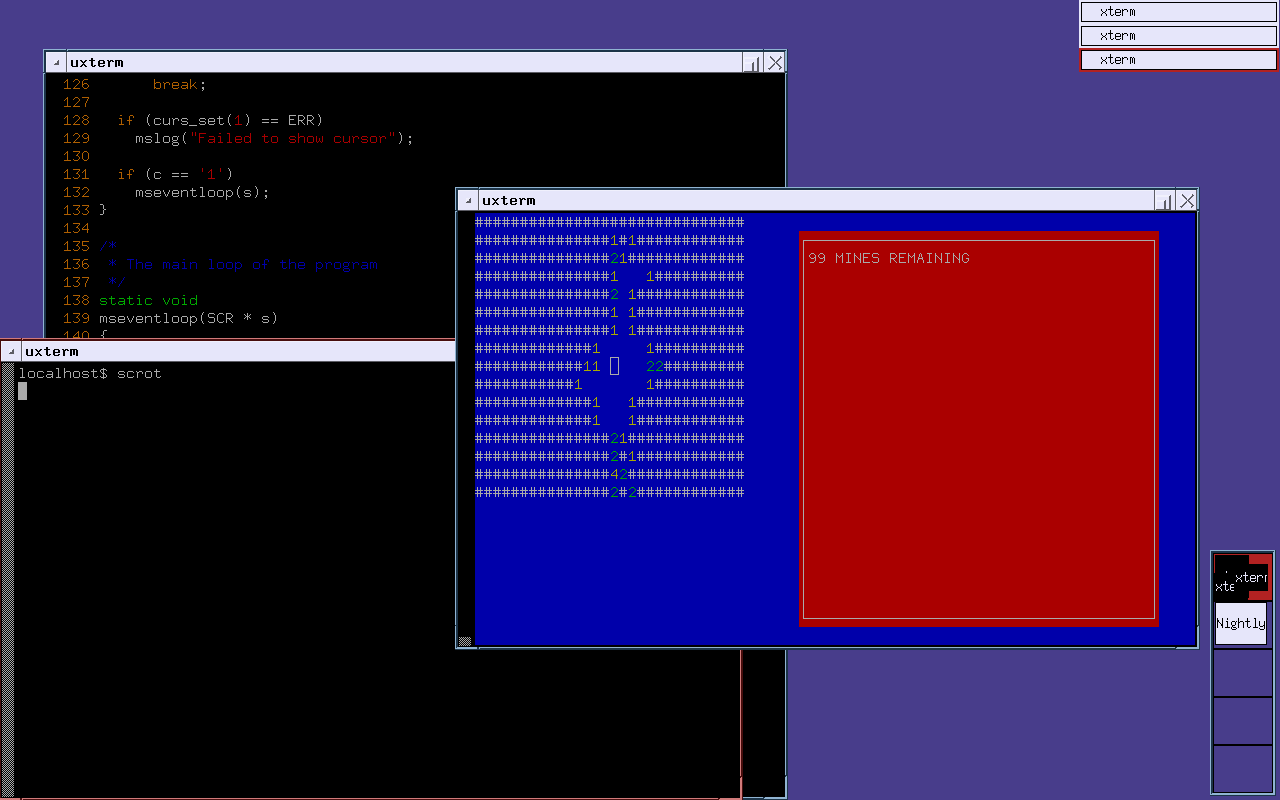 xterm
xterm
xterm
uxterm
126       break;
127
128   if (curs_set(1) == ERR)
129     mslog("Failed to show cursor");
130
131   if (c == '1')
132     mseventloop(s);
133 }
134
135 /*
136  * The main loop of the program
137  */
138 static void
139 mseventloop(SCR * s)
140 {
uxterm
##############################
###############1#1############
###############21#############
###############1   1##########
###############2 1############
###############1 1############
###############1 1############
#############1     1##########
############11     22#########
###########1       1##########
#############1   1############
#############1   1############
###############21#############
###############2#1############
###############42#############
###############2#2############
99 MINES REMAINING
uxterm
localhost$ scrot
xte
xterm
Nightly